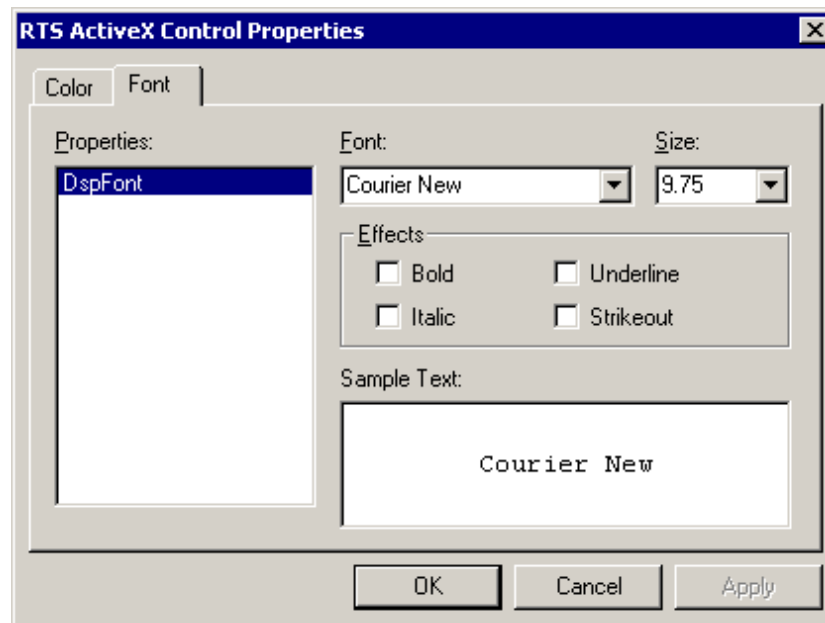 RTS ActiveX Control Properties
Color Font
Properties:
DspFont
Font:
Courier New
Size:
9.75
Effects
Bold
Underline
Italic
Strikeout
Sample Text:
Courier New
OK
Cancel
Apply